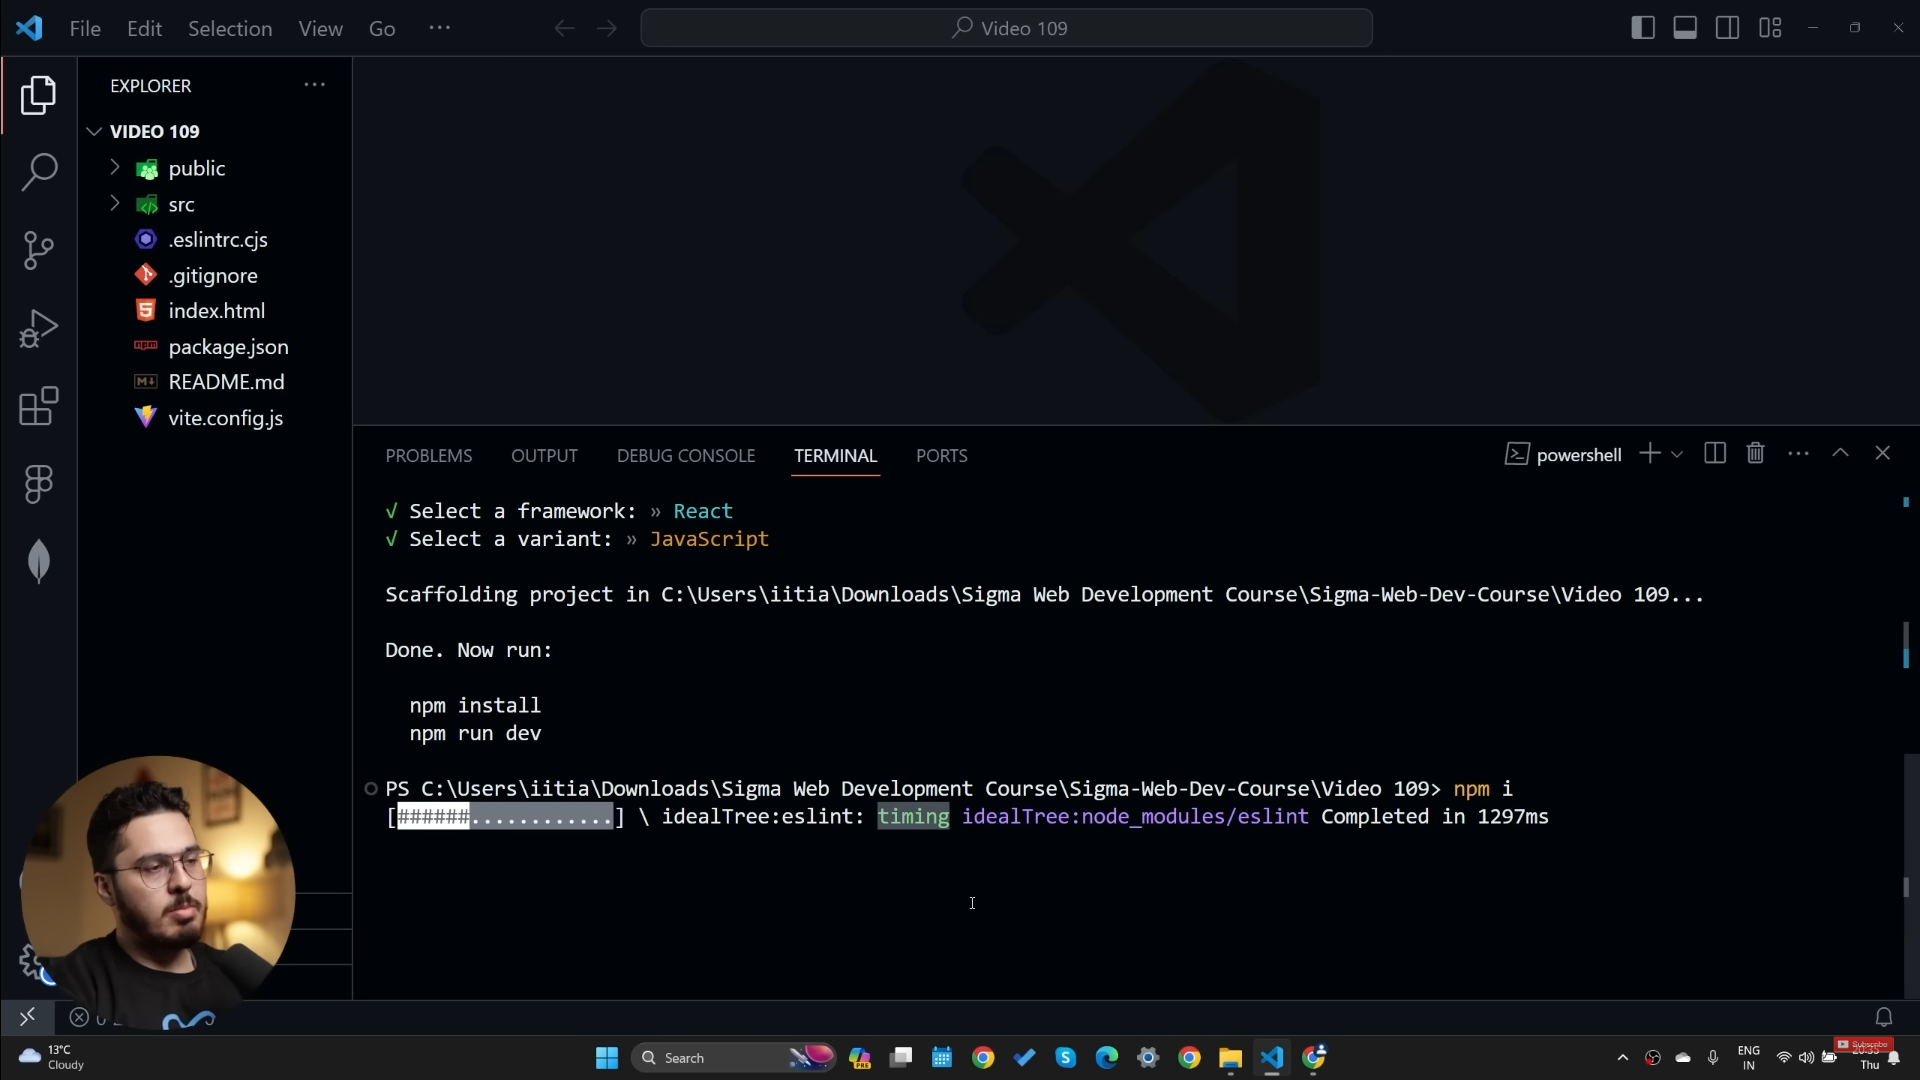 File Edit Selection View Go ...
Video 109
EXPLORER ...
VIDEO 109
public
src
.eslintrc.cjs
.gitignore
index.html
package.json
README.md
vite.config.js
PROBLEMS OUTPUT DEBUG CONSOLE TERMINAL PORTS
powershell
√ Select a framework: » React
√ Select a variant: » JavaScript
Scaffolding project in C:\Users\iitia\Downloads\Sigma Web Development Course\Sigma-Web-Dev-Course\Video 109...
Done. Now run:
npm install
npm run dev
PS C:\Users\iitia\Downloads\Sigma Web Development Course\Sigma-Web-Dev-Course\Video 109> npm i
[######............] \ idealTree:eslint: timing idealTree:node_modules/eslint Completed in 1297ms
13°C
Cloudy
Search
PRE
ENG
IN
Subscribe
Thu